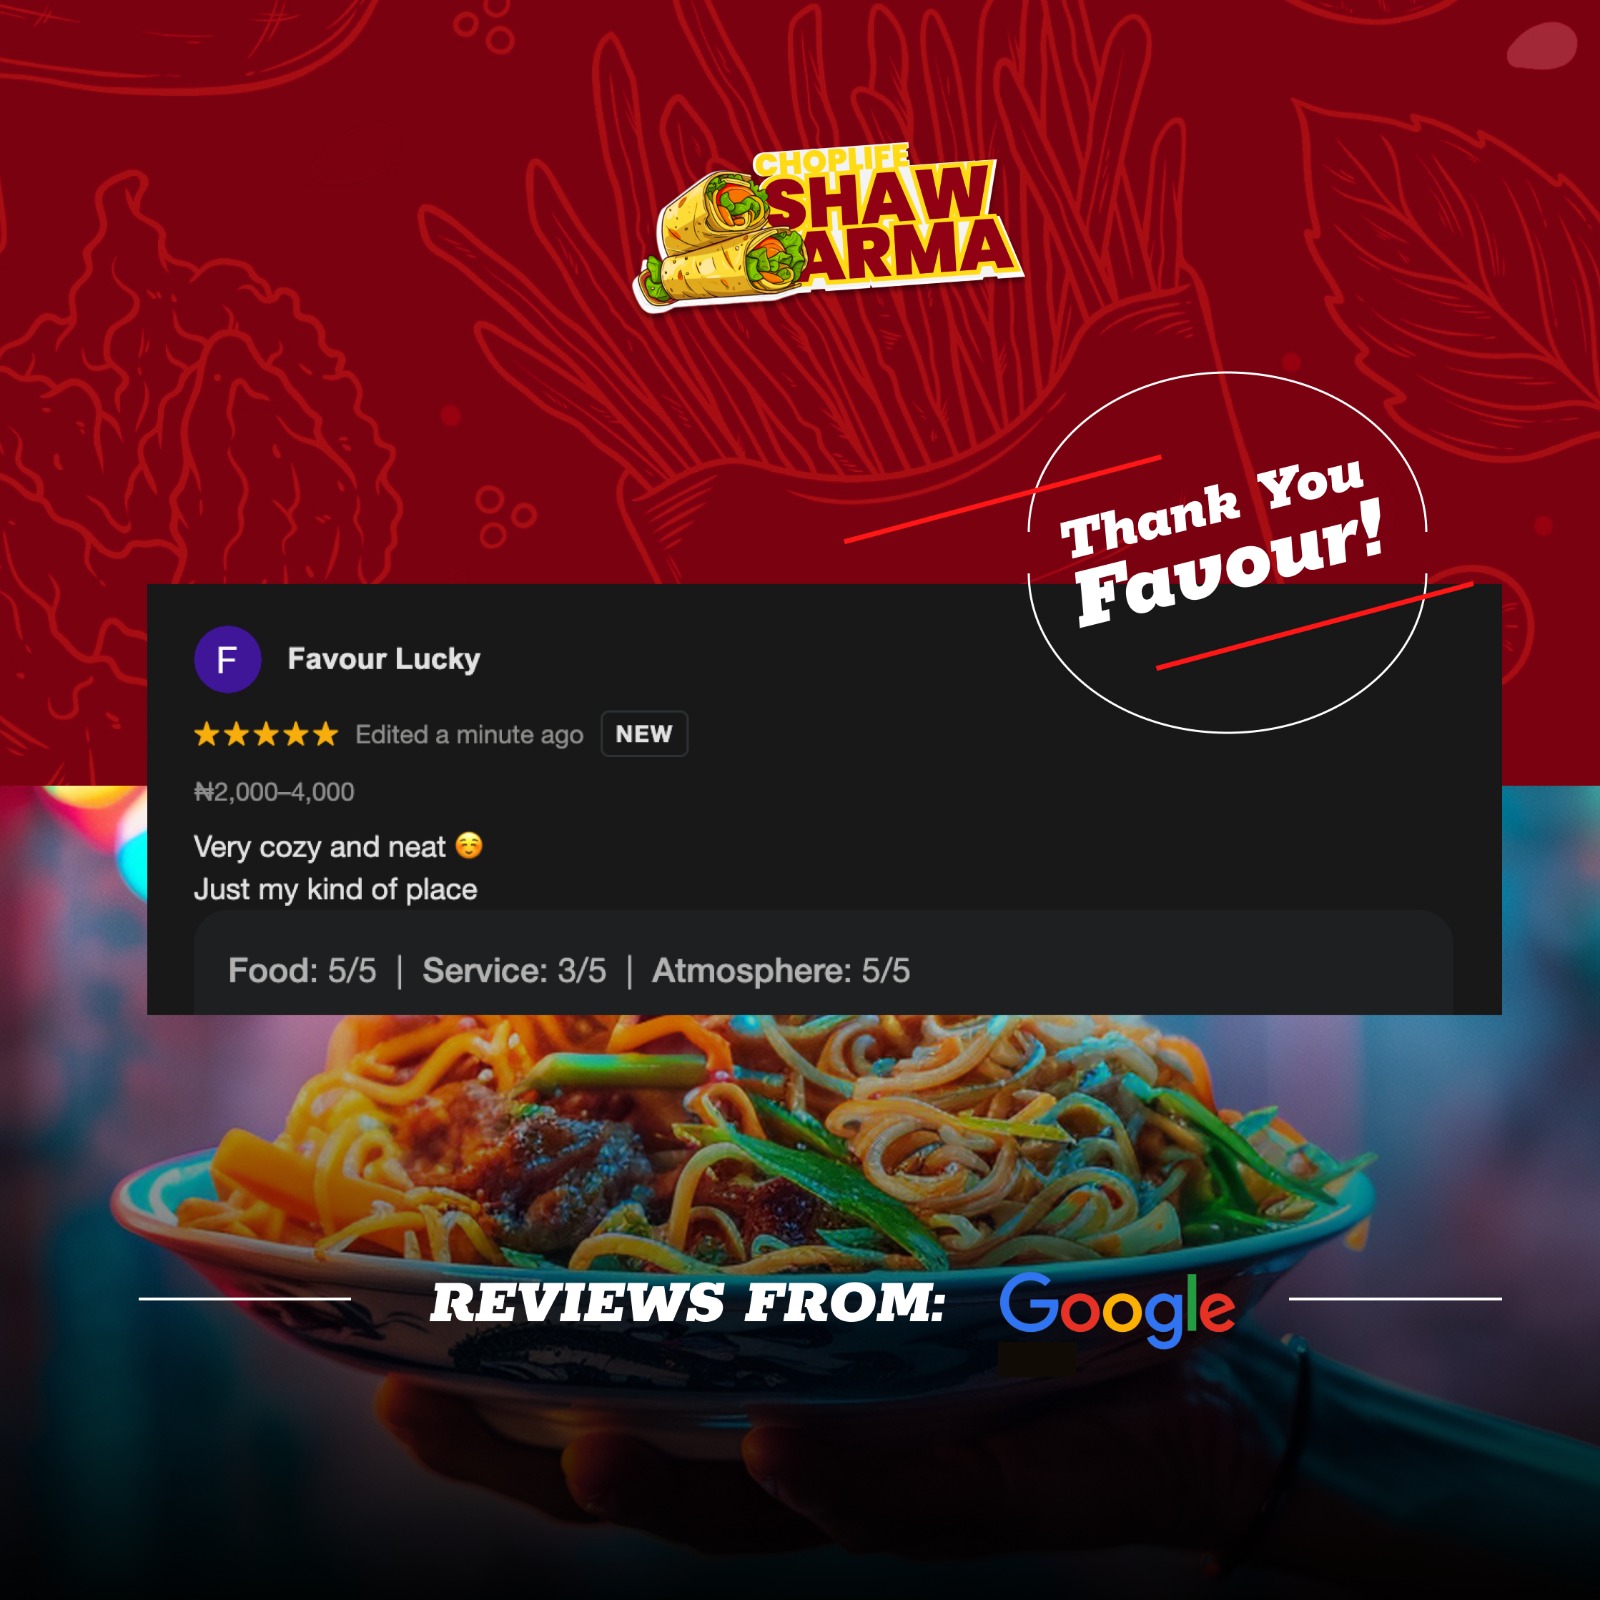 CHOPLIFE
SHAW
ARMA
Thank You
Favour!
F
Favour Lucky
Edited a minute ago NEW
₦2,000–4,000
Very cozy and neat ☺️
Just my kind of place
Food: 5/5 | Service: 3/5 | Atmosphere: 5/5
REVIEWS FROM: Google